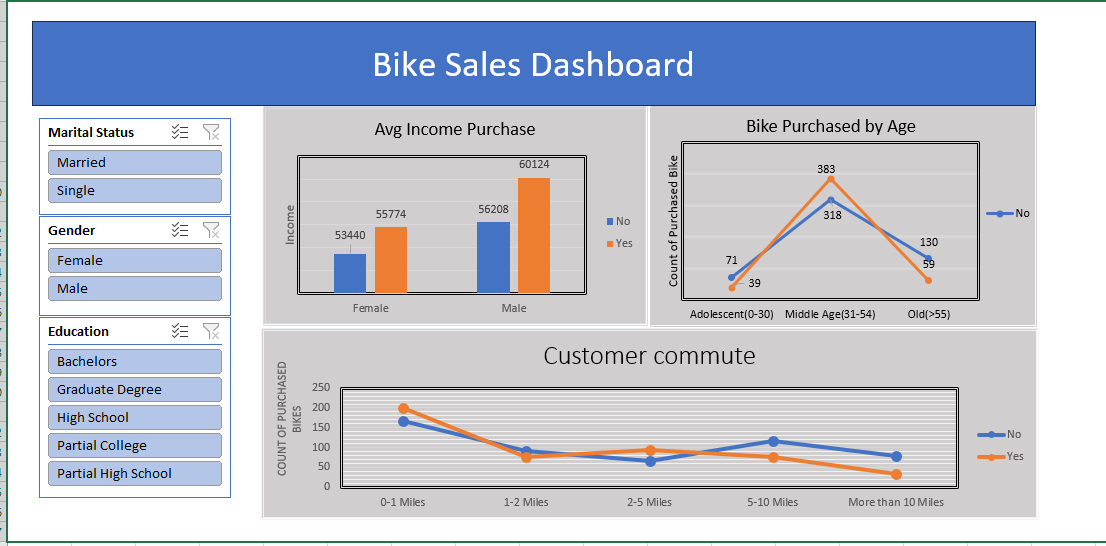 Bike Sales Dashboard
Marital Status
Married
Single
Gender
Female
Male
Education
Bachelors
Graduate Degree
High School
Partial College
Partial High School
Avg Income Purchase
Income
53440
55774
56208
60124
Female
Male
No
Yes
Bike Purchased by Age
Count of Purchased Bike
71
39
383
318
130
59
Adolescent(0-30)
Middle Age(31-54)
Old(>55)
No
Customer commute
COUNT OF PURCHASED
BIKES
250
200
150
100
50
0
0-1 Miles
1-2 Miles
2-5 Miles
5-10 Miles
More than 10 Miles
No
Yes